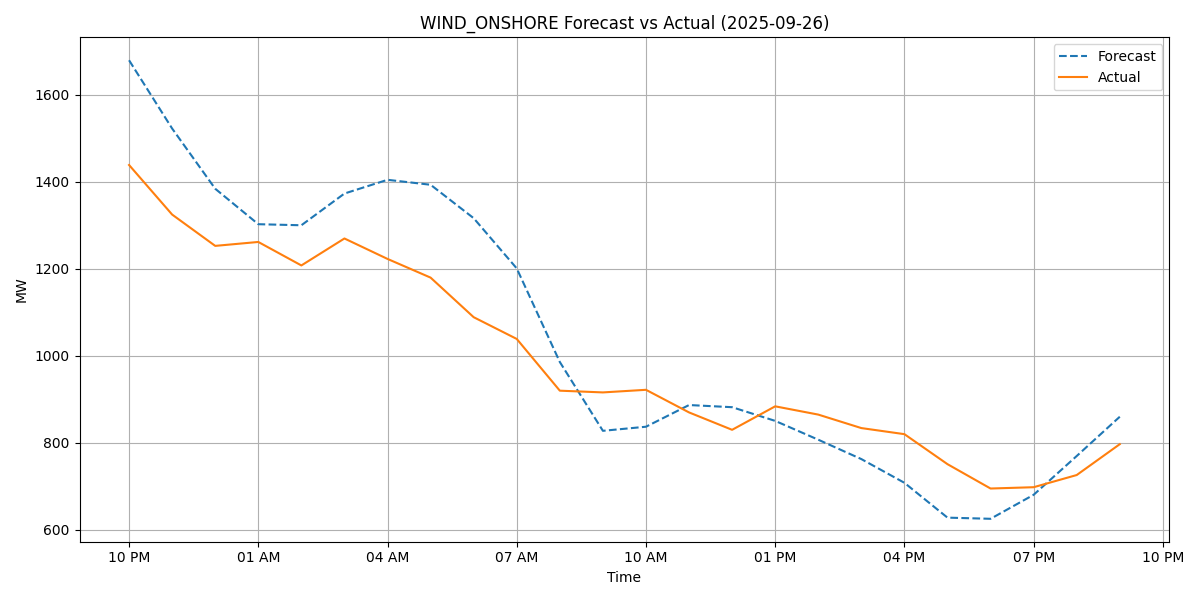 WIND_ONSHORE Forecast vs Actual (2025-09-26)
Forecast
Actual
MW
1600
1400
1200
1000
800
600
10 PM 01 AM 04 AM 07 AM 10 AM 01 PM 04 PM 07 PM 10 PM
Time